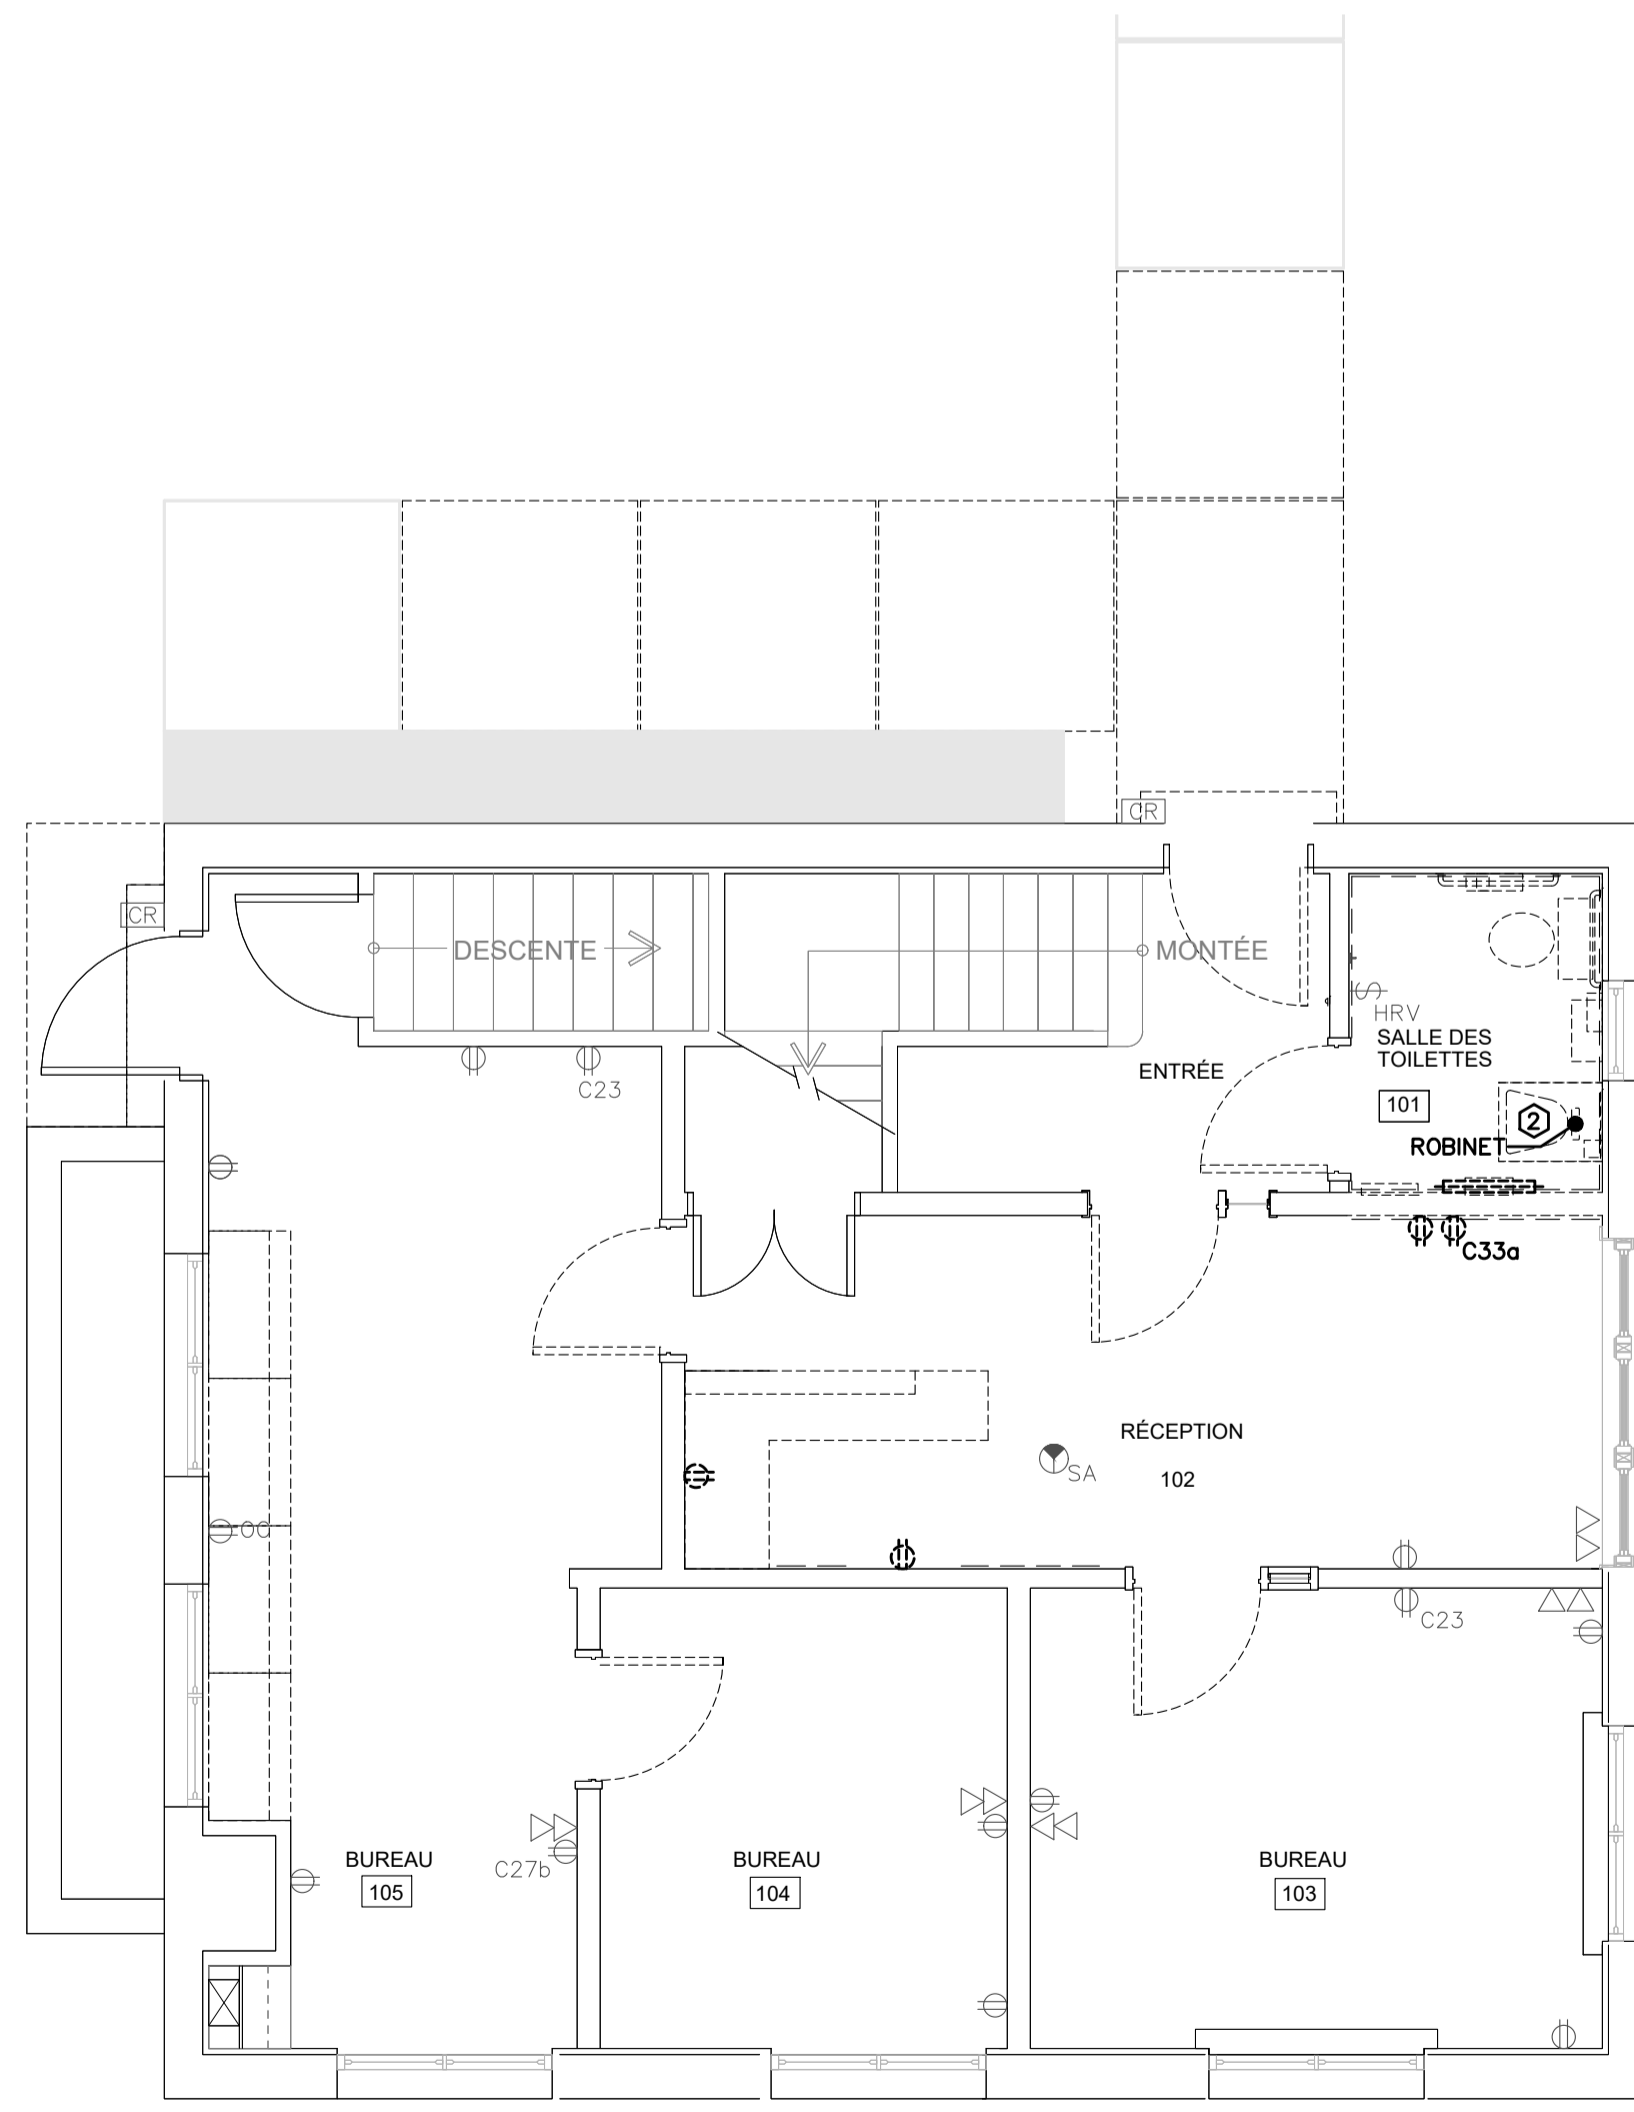 CR
CR
DESCENTE
MONTÉE
HRV
SALLE DES
TOILETTES
ENTRÉE
C23
101
2
ROBINET
C33a
RÉCEPTION
SA
102
C23
BUREAU
BUREAU
BUREAU
C27b
105
104
103